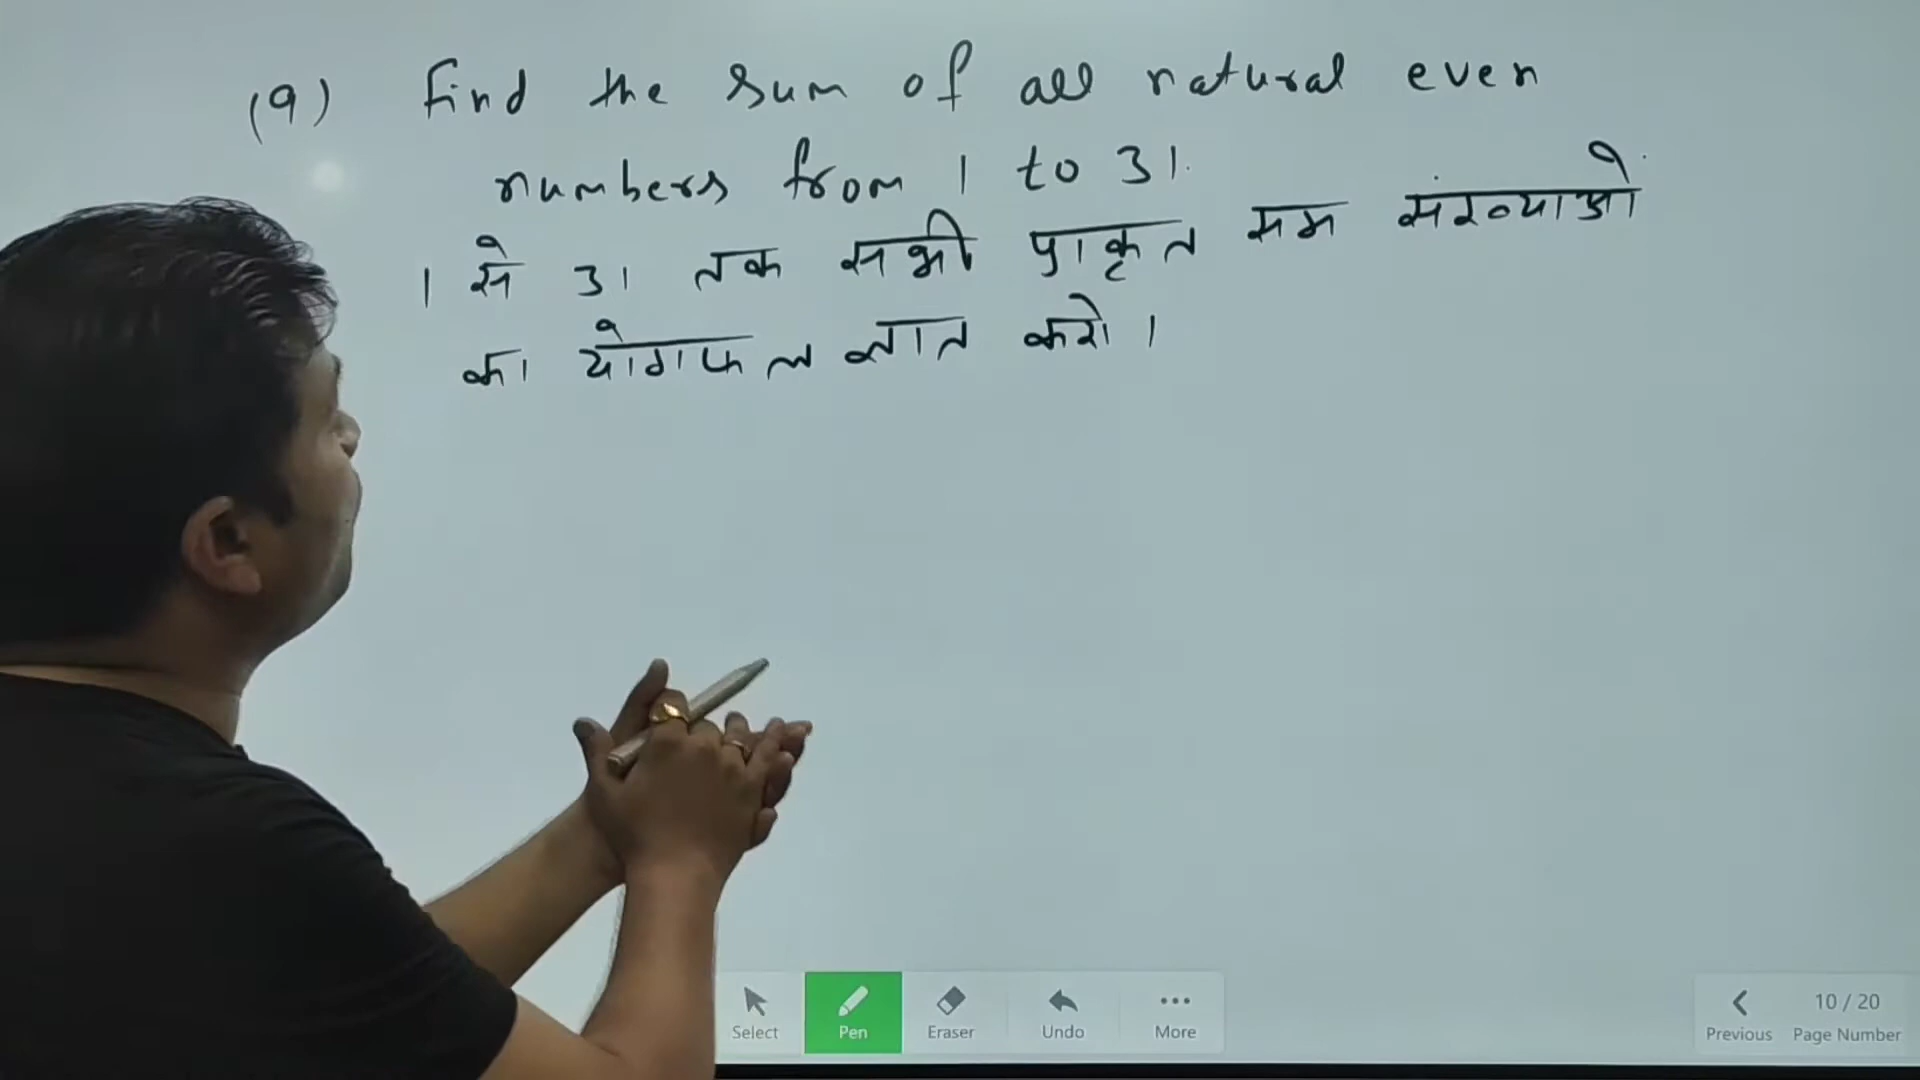 (9) Find the sum of all natural even
numbers from 1 to 31.
1 से 31 तक सभी प्राकृत सम संख्याओं
का योगफल ज्ञात करो।
Select
Pen
Eraser
Undo
More
10 / 20
Previous
Page Number